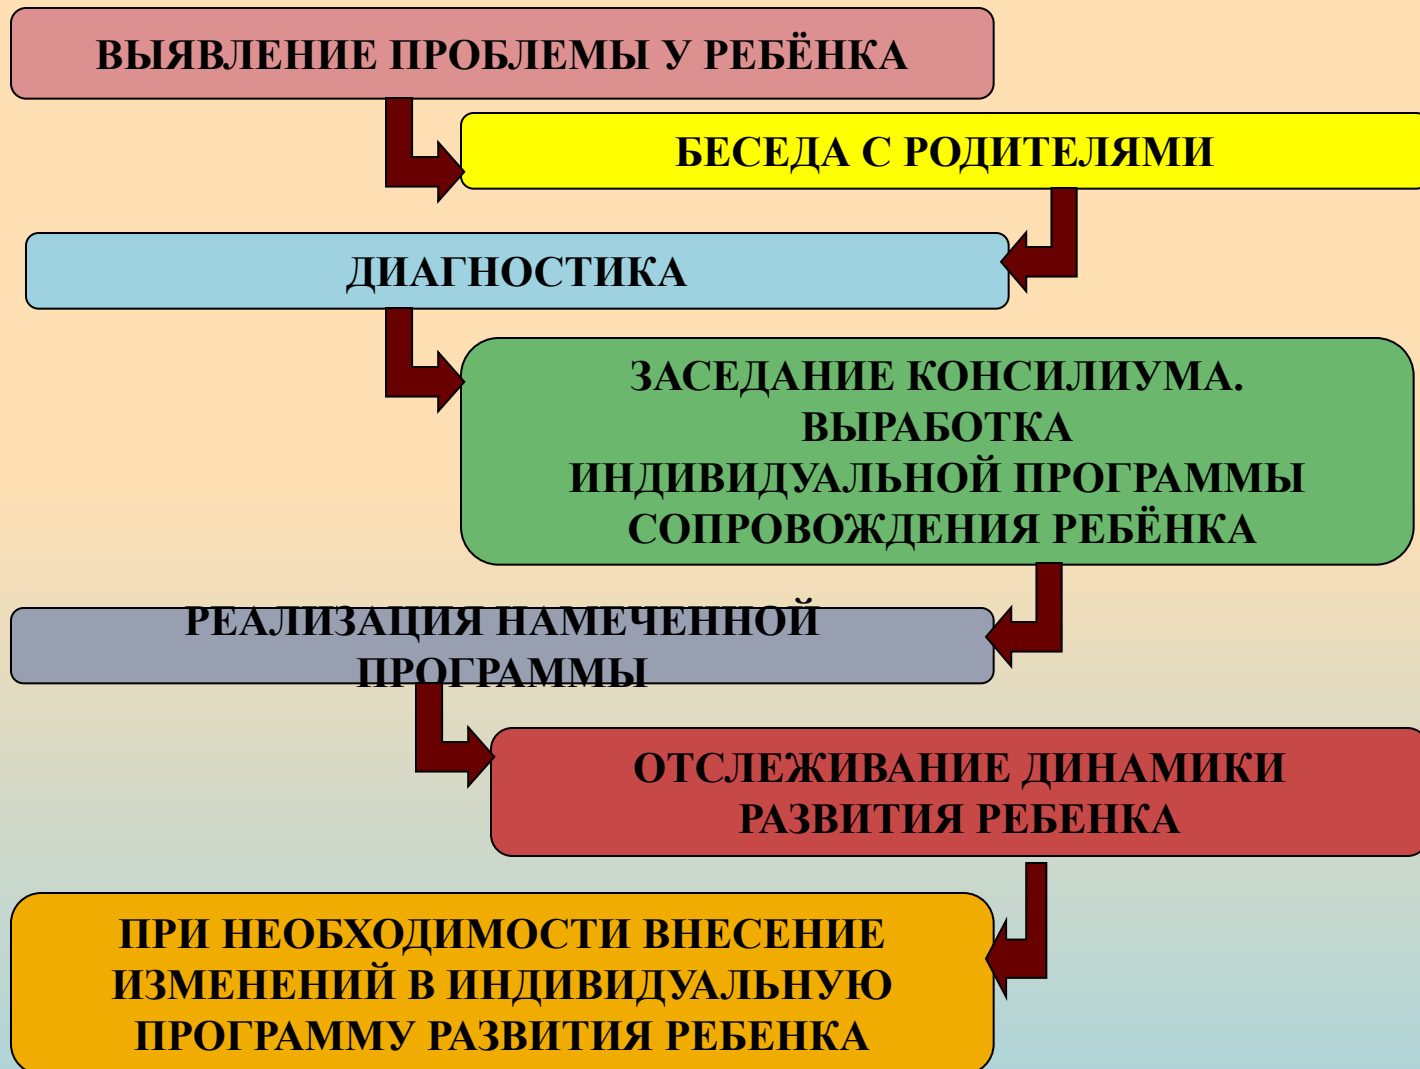 ВЫЯВЛЕНИЕ ПРОБЛЕМЫ У РЕБЁНКА
БЕСЕДА С РОДИТЕЛЯМИ
ДИАГНОСТИКА
ЗАСЕДАНИЕ КОНСИЛИУМА.
ВЫРАБОТКА
ИНДИВИДУАЛЬНОЙ ПРОГРАММЫ
СОПРОВОЖДЕНИЯ РЕБЁНКА
РЕАЛИЗАЦИЯ НАМЕЧЕННОЙ
ПРОГРАММЫ
ОТСЛЕЖИВАНИЕ ДИНАМИКИ
РАЗВИТИЯ РЕБЕНКА
ПРИ НЕОБХОДИМОСТИ ВНЕСЕНИЕ
ИЗМЕНЕНИЙ В ИНДИВИДУАЛЬНУЮ
ПРОГРАММУ РАЗВИТИЯ РЕБЕНКА